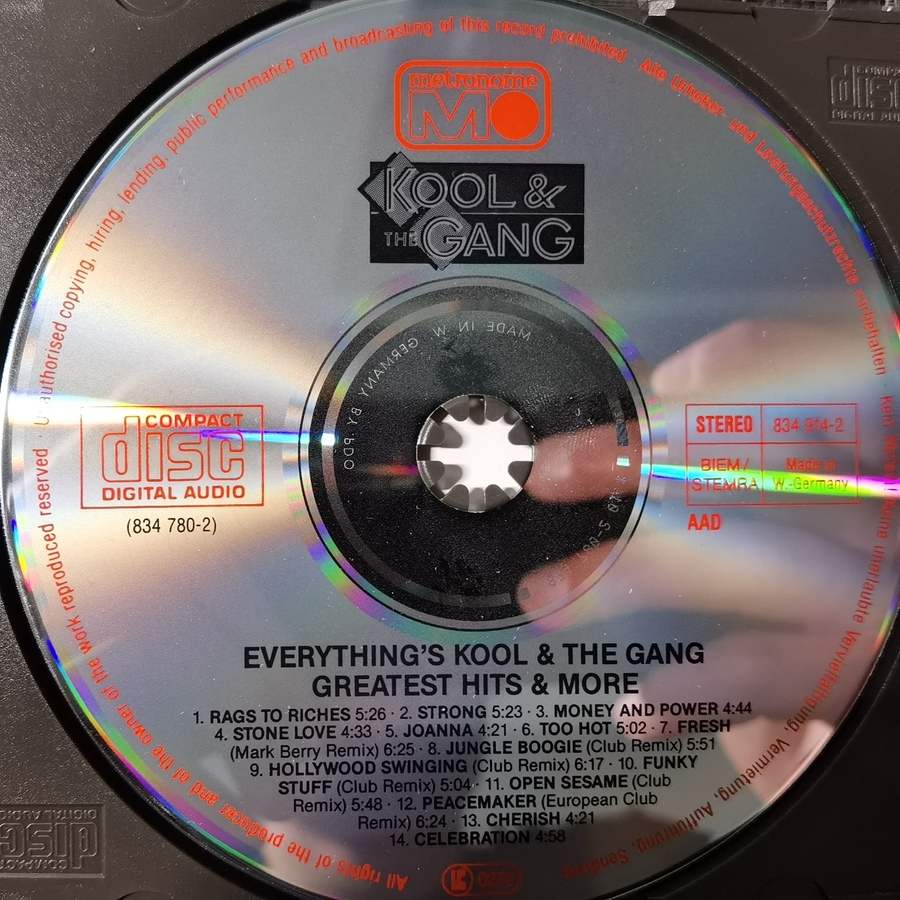 All rights of the producer and of the owner of the work reproduced reserved · Unauthorised copying, hiring, lending, public performance and broadcasting of this record prohibited · Alle Urheber- und Leistungsschutzrechte vorbehalten · Kein Verleih! Keine unerlaubte Vervielfältigung, Vermietung, Aufführung, Sendung!
metronome
MO
KOOL &
THE GANG
MADE IN W. GERMANY BY PDO
COMPACT
disc
DIGITAL AUDIO
(834 780-2)
STEREO
834 914-2
BIEM/
STEMRA
Made in
W.-Germany
AAD
EVERYTHING'S KOOL & THE GANG
GREATEST HITS & MORE
1. RAGS TO RICHES 5:26 · 2. STRONG 5:23 · 3. MONEY AND POWER 4:44
4. STONE LOVE 4:33 · 5. JOANNA 4:21 · 6. TOO HOT 5:02 · 7. FRESH
(Mark Berry Remix) 6:25 · 8. JUNGLE BOOGIE (Club Remix) 5:51
9. HOLLYWOOD SWINGING (Club Remix) 6:17 · 10. FUNKY
STUFF (Club Remix) 5:04 · 11. OPEN SESAME (Club
Remix) 5:48 · 12. PEACEMAKER (European Club
Remix) 6:24 · 13. CHERISH 4:21
14. CELEBRATION 4:58
COMPACT
disc
DIGITAL AUDIO